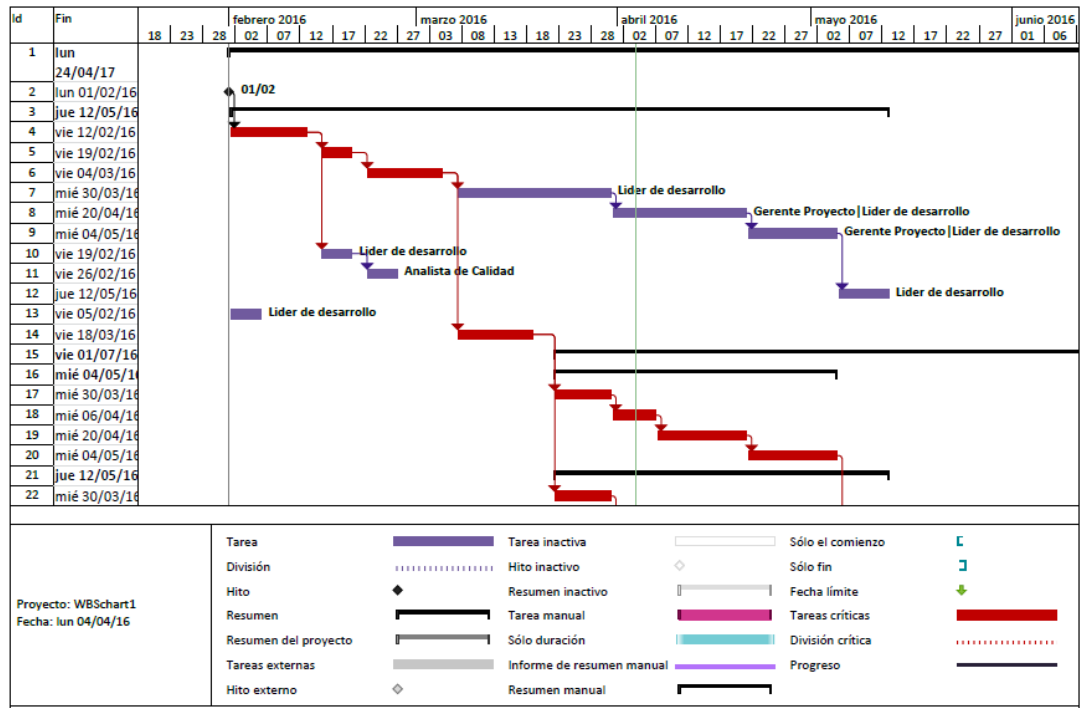 Id Fin febrero 2016 marzo 2016 abril 2016 mayo 2016 junio 2016
18 23 28 02 07 12 17 22 27 03 08 13 18 23 28 02 07 12 17 22 27 02 07 12 17 22 27 01 06
1 lun
24/04/17
2 lun 01/02/16 01/02
3 jue 12/05/16
4 vie 12/02/16
5 vie 19/02/16
6 vie 04/03/16
7 mié 30/03/16 Lider de desarrollo
8 mié 20/04/16 Gerente Proyecto|Lider de desarrollo
9 mié 04/05/16 Gerente Proyecto|Lider de desarrollo
10 vie 19/02/16 Lider de desarrollo
11 vie 26/02/16 Analista de Calidad
12 jue 12/05/16 Lider de desarrollo
13 vie 05/02/16 Lider de desarrollo
14 vie 18/03/16
15 vie 01/07/16
16 mié 04/05/1
17 mié 30/03/16
18 mié 06/04/16
19 mié 20/04/16
20 mié 04/05/16
21 jue 12/05/16
22 mié 30/03/16
Proyecto: WBSchart1
Fecha: lun 04/04/16
Tarea Tarea inactiva Sólo el comienzo
División Hito inactivo Sólo fin
Hito Resumen inactivo Fecha límite
Resumen Tarea manual Tareas críticas
Resumen del proyecto Sólo duración División crítica
Tareas externas Informe de resumen manual Progreso
Hito externo Resumen manual